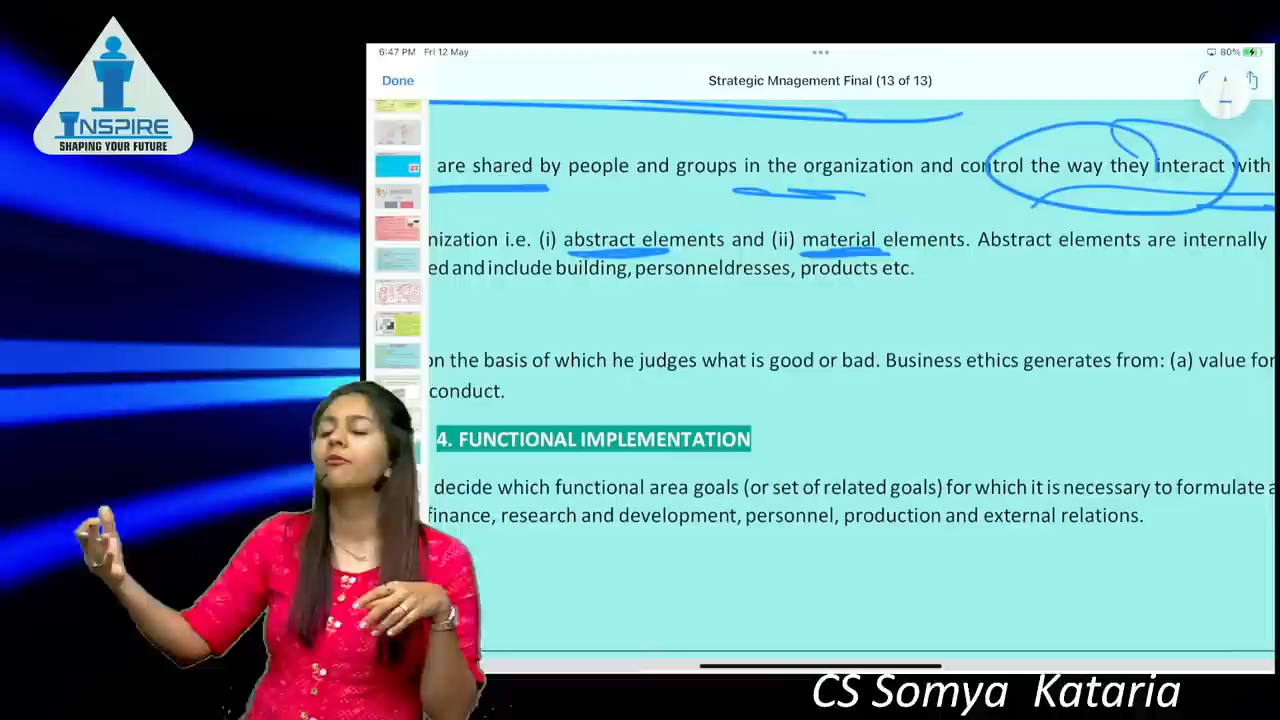 INSPIRE
SHAPING YOUR FUTURE
6:47 PM Fri 12 May
80%
Done
Strategic Mnagement Final (13 of 13)
are shared by people and groups in the organization and control the way they interact with
nization i.e. (i) abstract elements and (ii) material elements. Abstract elements are internally
ed and include building, personneldresses, products etc.
on the basis of which he judges what is good or bad. Business ethics generates from: (a) value for
conduct.
4. FUNCTIONAL IMPLEMENTATION
decide which functional area goals (or set of related goals) for which it is necessary to formulate a
finance, research and development, personnel, production and external relations.
CS Somya Kataria